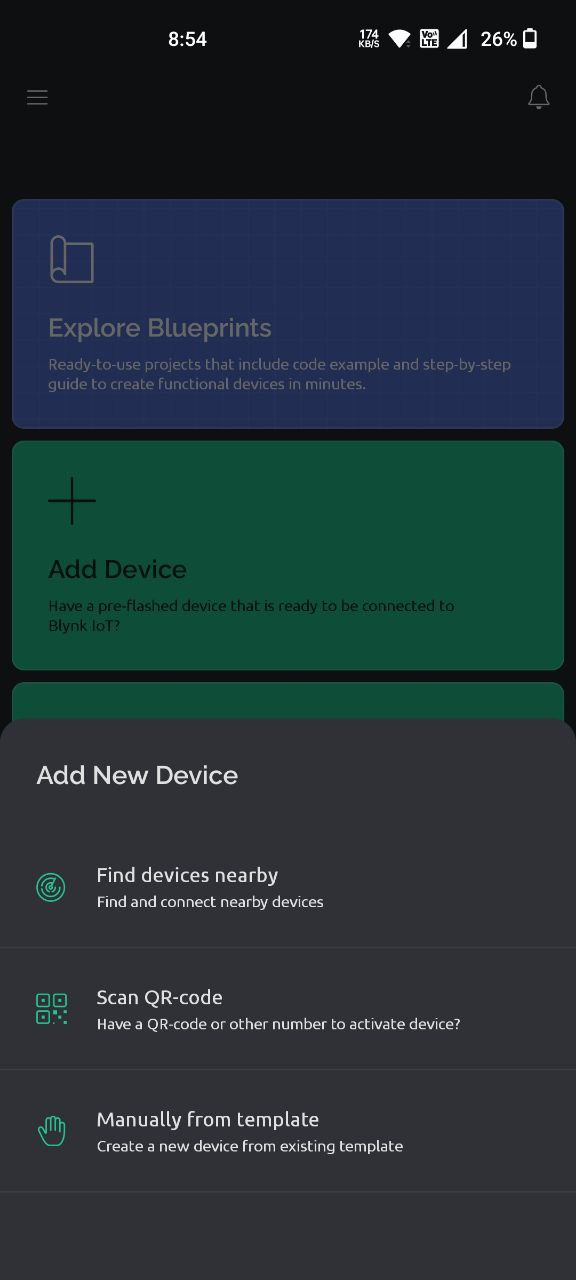 8:54
174
KB/S
Vo))
LTE
26%
Explore Blueprints
Ready-to-use projects that include code example and step-by-step
guide to create functional devices in minutes.
Add Device
Have a pre-flashed device that is ready to be connected to
Blynk IoT?
Add New Device
Find devices nearby
Find and connect nearby devices
Scan QR-code
Have a QR-code or other number to activate device?
Manually from template
Create a new device from existing template